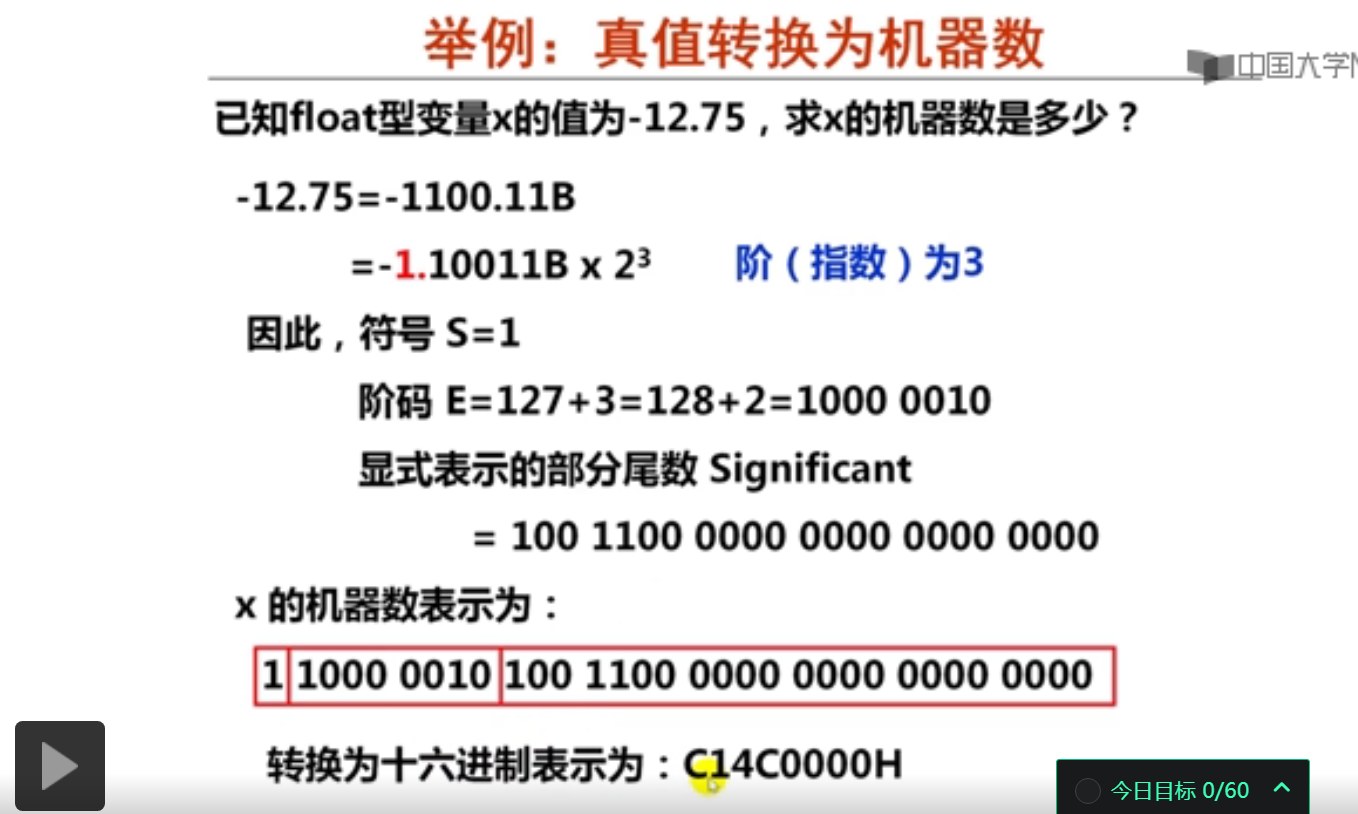 举例：真值转换为机器数
中国大学
已知float型变量x的值为-12.75，求x的机器数是多少？
-12.75=-1100.11B
=-1.10011B x 2³ 阶（指数）为3
因此，符号 S=1
阶码 E=127+3=128+2=1000 0010
显式表示的部分尾数 Significant
= 100 1100 0000 0000 0000 0000
x 的机器数表示为：
1 1000 0010 100 1100 0000 0000 0000 0000
转换为十六进制表示为：C14C0000H
今日目标 0/60